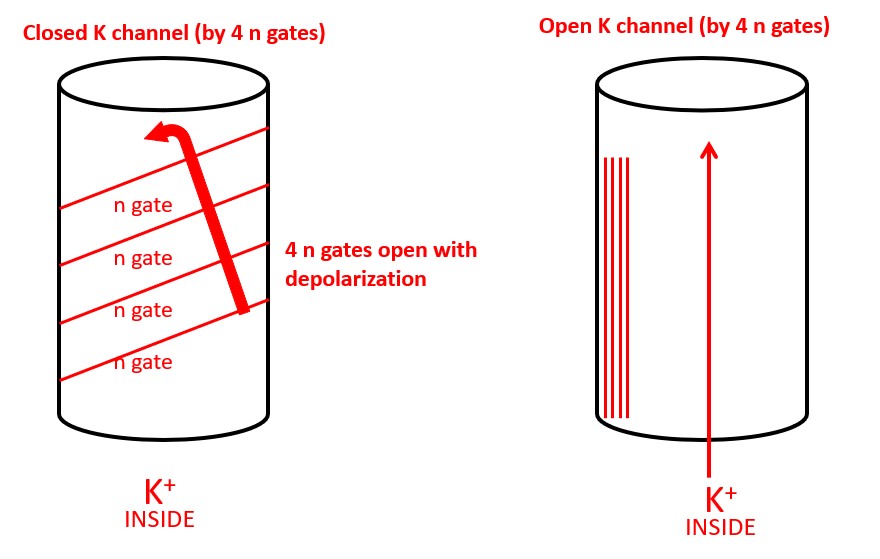 Closed K channel (by 4 n gates)
Open K channel (by 4 n gates)
n gate
n gate
n gate
n gate
4 n gates open with
depolarization
K+
INSIDE
K+
INSIDE